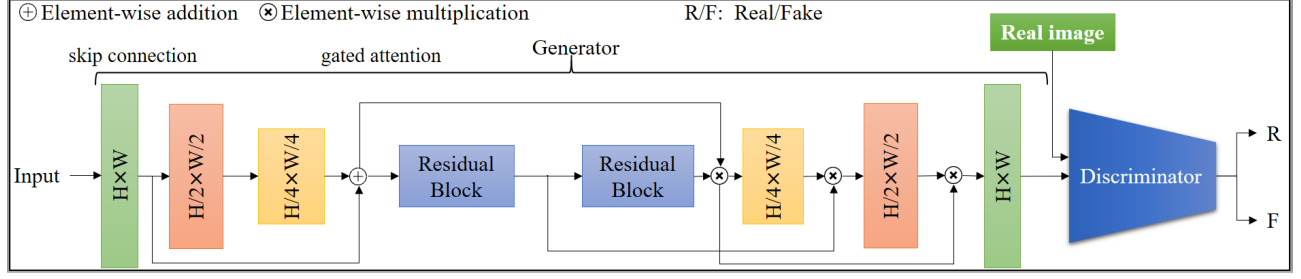 ⊕ Element-wise addition ⊗ Element-wise multiplication R/F: Real/Fake
skip connection gated attention Generator Real image
Input
H×W
H/2×W/2
H/4×W/4
Residual
Block
Residual
Block
H/4×W/4
H/2×W/2
H×W
Discriminator
R
F